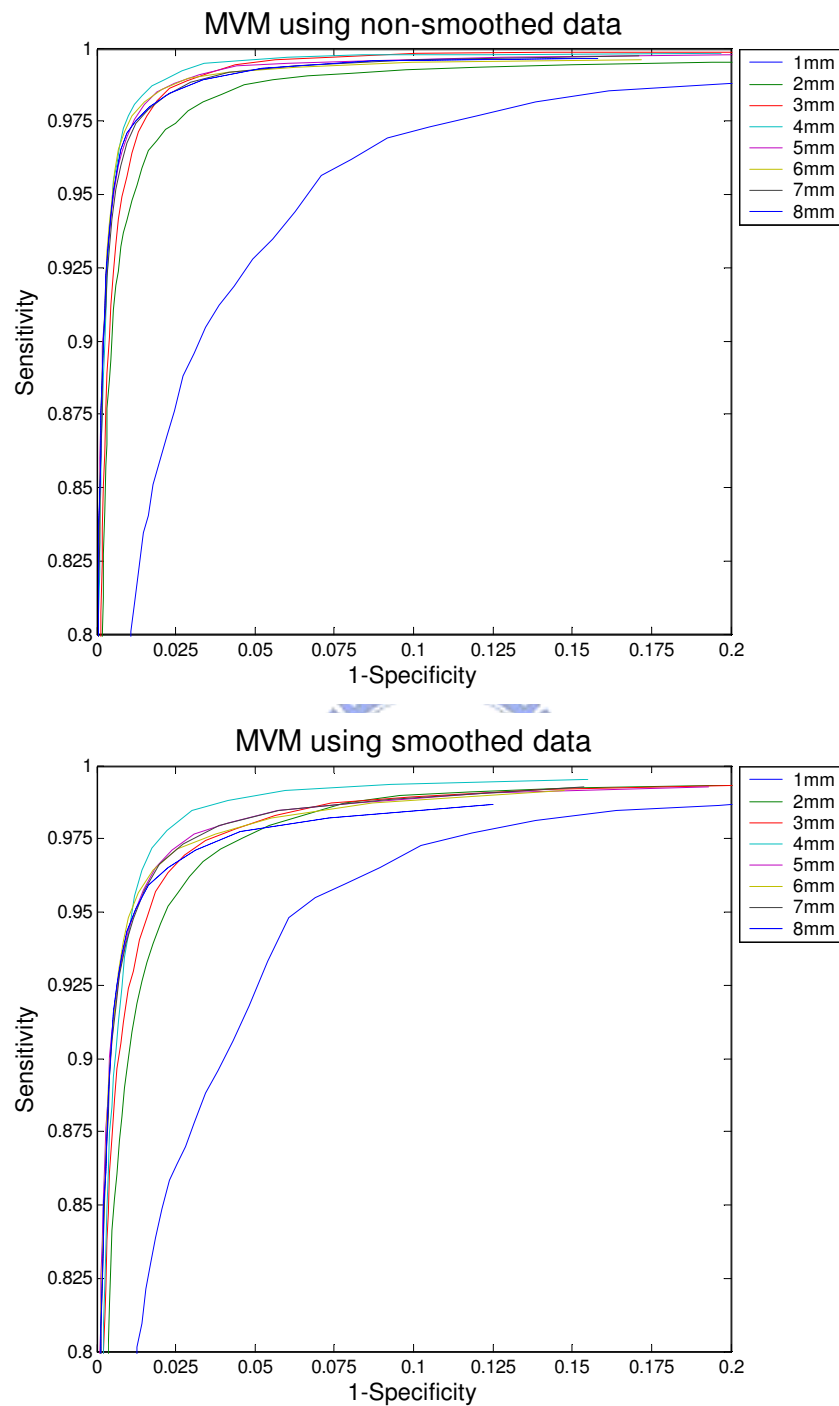 MVM using non-smoothed data
1
0.975
0.95
0.925
0.9
0.875
0.85
0.825
0.8
Sensitivity
0
0.025
0.05
0.075
0.1
0.125
0.15
0.175
0.2
1-Specificity
1mm
2mm
3mm
4mm
5mm
6mm
7mm
8mm
MVM using smoothed data
1
0.975
0.95
0.925
0.9
0.875
0.85
0.825
0.8
Sensitivity
0
0.025
0.05
0.075
0.1
0.125
0.15
0.175
0.2
1-Specificity
1mm
2mm
3mm
4mm
5mm
6mm
7mm
8mm